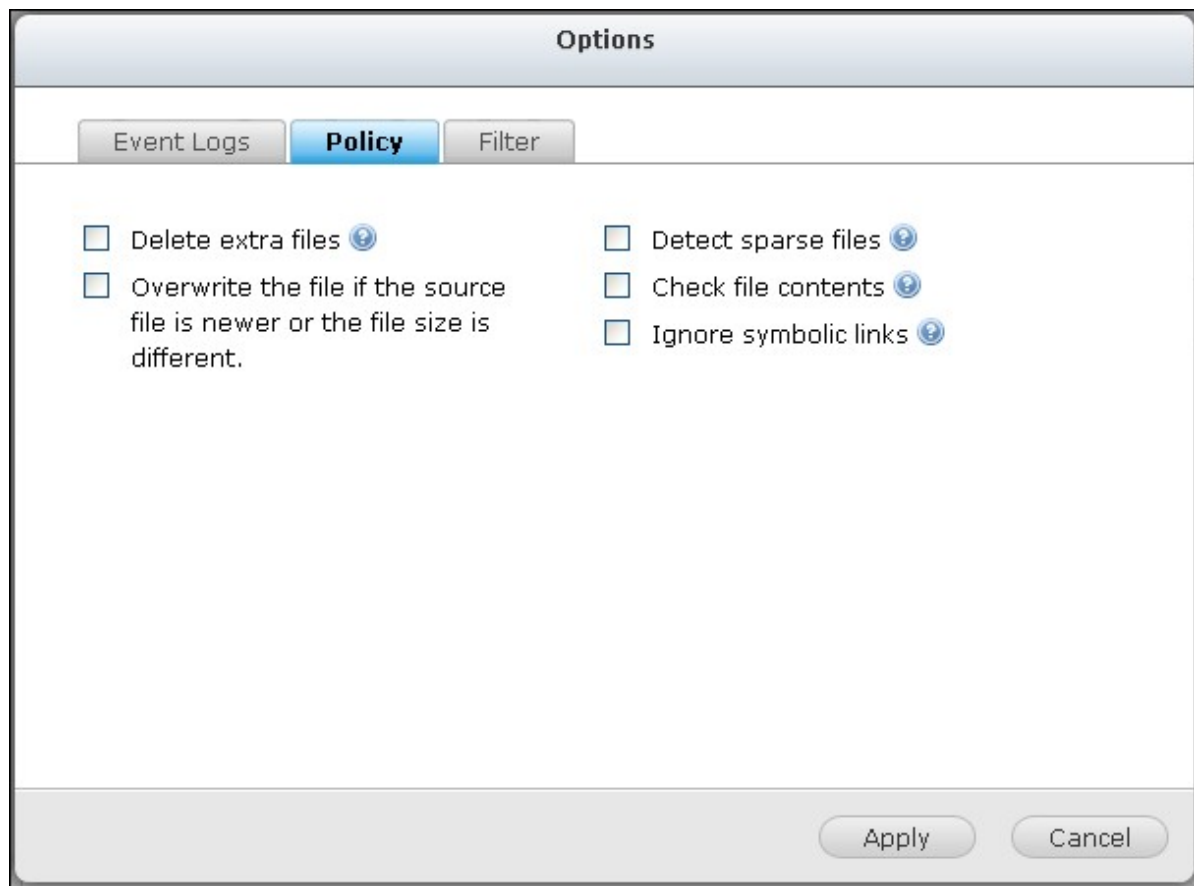 Options
Event Logs
Policy
Filter
Delete extra files
Overwrite the file if the source
file is newer or the file size is
different.
Detect sparse files
Check file contents
Ignore symbolic links
Apply
Cancel